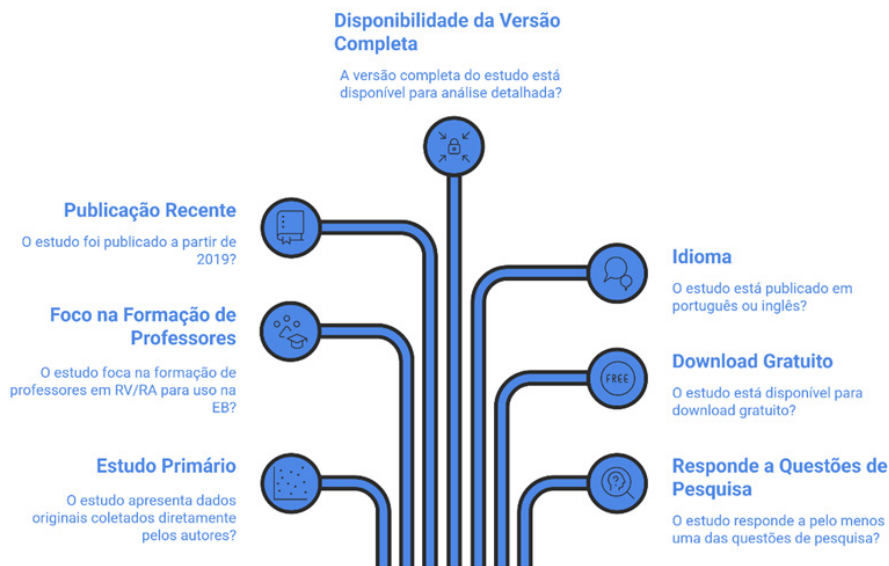 Disponibilidade da Versão
Completa
A versão completa do estudo está
disponível para análise detalhada?
Publicação Recente
O estudo foi publicado a partir de
2019?
Idioma
O estudo está publicado em
português ou inglês?
Foco na Formação de
Professores
O estudo foca na formação de
professores em RV/RA para uso na
EB?
Download Gratuito
O estudo está disponível para
download gratuito?
FREE
Estudo Primário
O estudo apresenta dados
originais coletados diretamente
pelos autores?
Responde a Questões de
Pesquisa
O estudo responde a pelo menos
uma das questões de pesquisa?
?